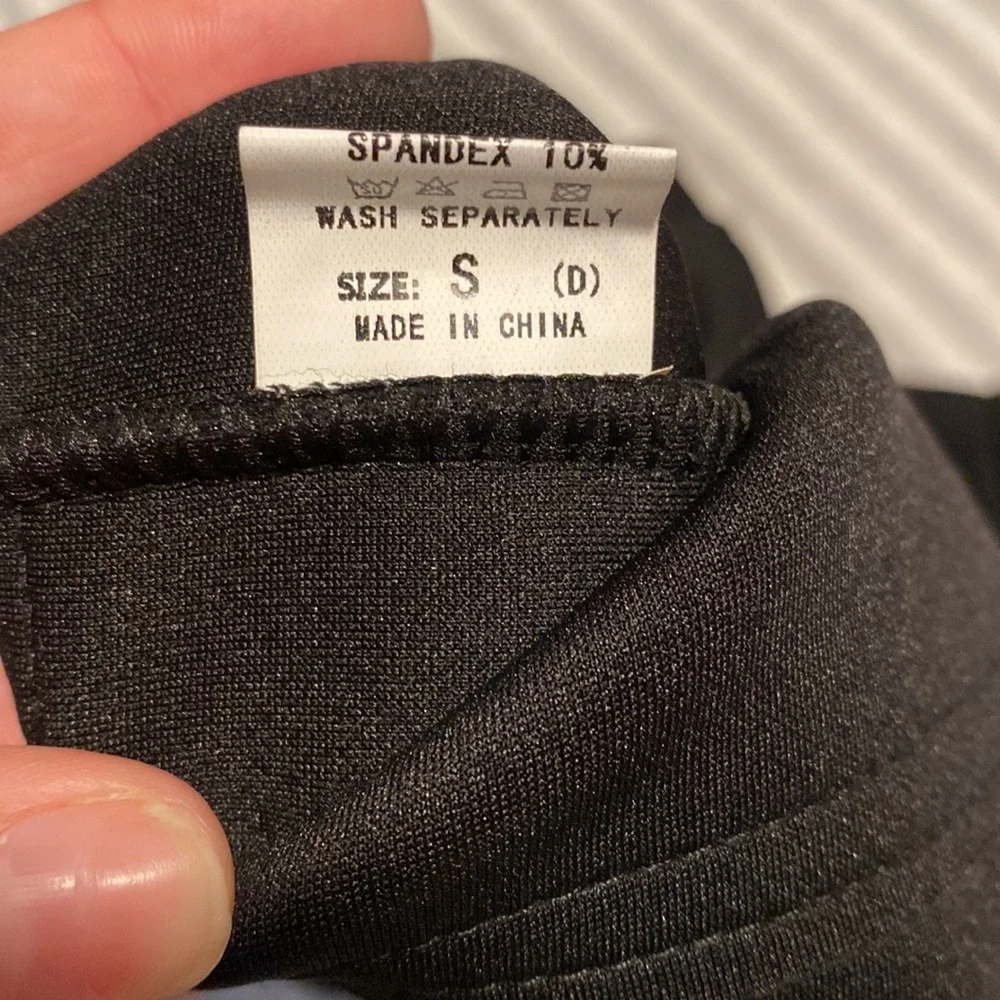 SPANDEX 10%
WASH SEPARATELY
SIZE: S (D)
MADE IN CHINA